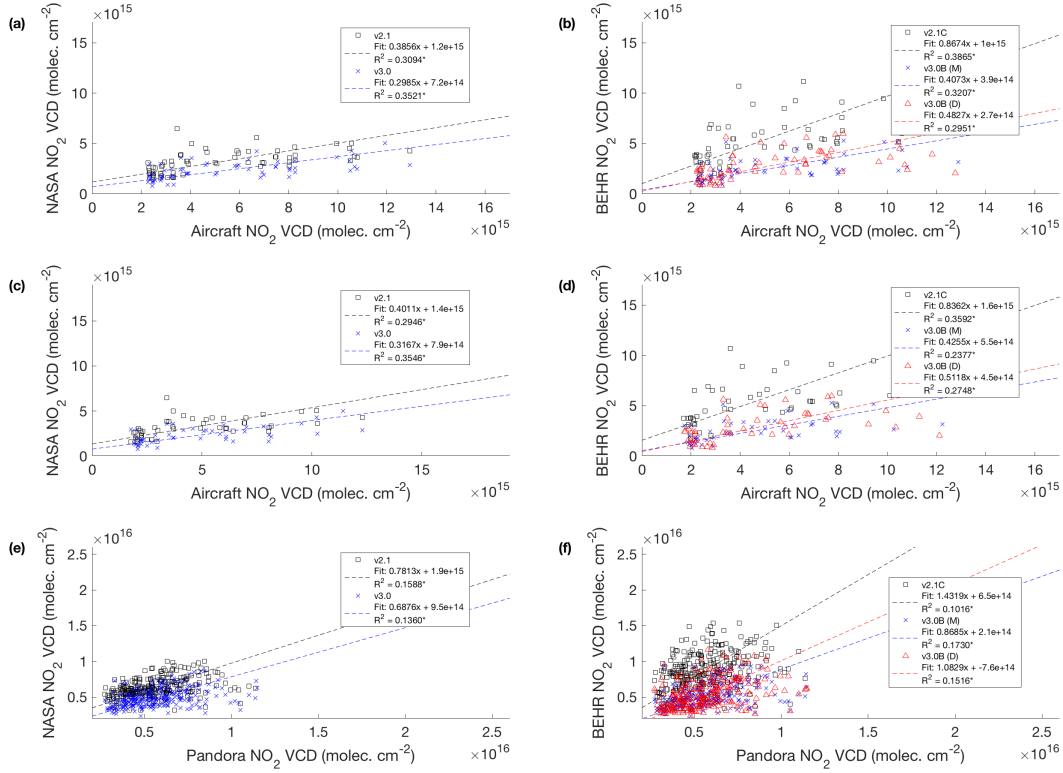 (a)
×10^15
NASA NO2 VCD (molec. cm-2)
15
10
5
0
0 2 4 6 8 10 12 14 16
Aircraft NO2 VCD (molec. cm-2)
×10^15
v2.1
Fit: 0.3856x + 1.2e+15
R2 = 0.3094*
v3.0
Fit: 0.2985x + 7.2e+14
R2 = 0.3521*
(b)
×10^15
BEHR NO2 VCD (molec. cm-2)
15
10
5
0
0 2 4 6 8 10 12 14 16
Aircraft NO2 VCD (molec. cm-2)
×10^15
v2.1C
Fit: 0.8674x + 1e+15
R2 = 0.3865*
v3.0B (M)
Fit: 0.4073x + 3.9e+14
R2 = 0.3207*
v3.0B (D)
Fit: 0.4827x + 2.7e+14
R2 = 0.2951*
(c)
×10^15
NASA NO2 VCD (molec. cm-2)
15
10
5
0
0 5 10 15
Aircraft NO2 VCD (molec. cm-2)
×10^15
v2.1
Fit: 0.4011x + 1.4e+15
R2 = 0.2946*
v3.0
Fit: 0.3167x + 7.9e+14
R2 = 0.3546*
(d)
×10^15
BEHR NO2 VCD (molec. cm-2)
15
10
5
0
0 2 4 6 8 10 12 14 16
Aircraft NO2 VCD (molec. cm-2)
×10^15
v2.1C
Fit: 0.8362x + 1.6e+15
R2 = 0.3592*
v3.0B (M)
Fit: 0.4255x + 5.5e+14
R2 = 0.2377*
v3.0B (D)
Fit: 0.5118x + 4.5e+14
R2 = 0.2748*
(e)
×10^16
NASA NO2 VCD (molec. cm-2)
2.5
2
1.5
1
0.5
0.5 1 1.5 2 2.5
Pandora NO2 VCD (molec. cm-2)
×10^16
v2.1
Fit: 0.7813x + 1.9e+15
R2 = 0.1588*
v3.0
Fit: 0.6876x + 9.5e+14
R2 = 0.1360*
(f)
×10^16
BEHR NO2 VCD (molec. cm-2)
2.5
2
1.5
1
0.5
0.5 1 1.5 2 2.5
Pandora NO2 VCD (molec. cm-2)
×10^16
v2.1C
Fit: 1.4319x + 6.5e+14
R2 = 0.1016*
v3.0B (M)
Fit: 0.8685x + 2.1e+14
R2 = 0.1730*
v3.0B (D)
Fit: 1.0829x + -7.6e+14
R2 = 0.1516*